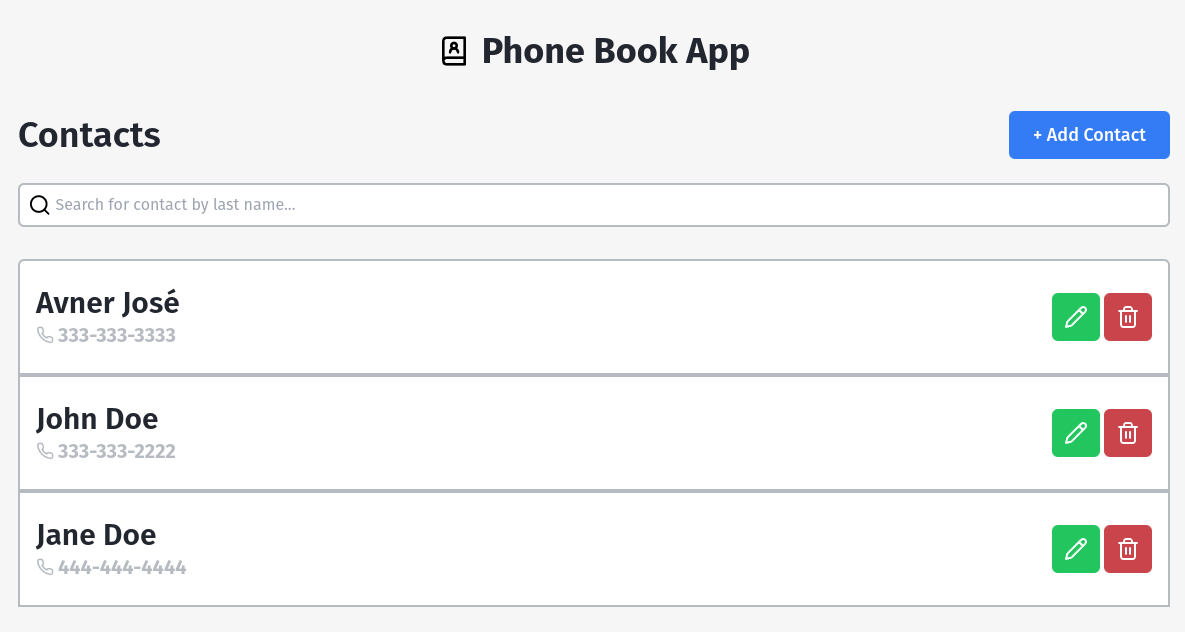 Phone Book App
Contacts
+ Add Contact
Search for contact by last name...
Avner José
333-333-3333
John Doe
333-333-2222
Jane Doe
444-444-4444